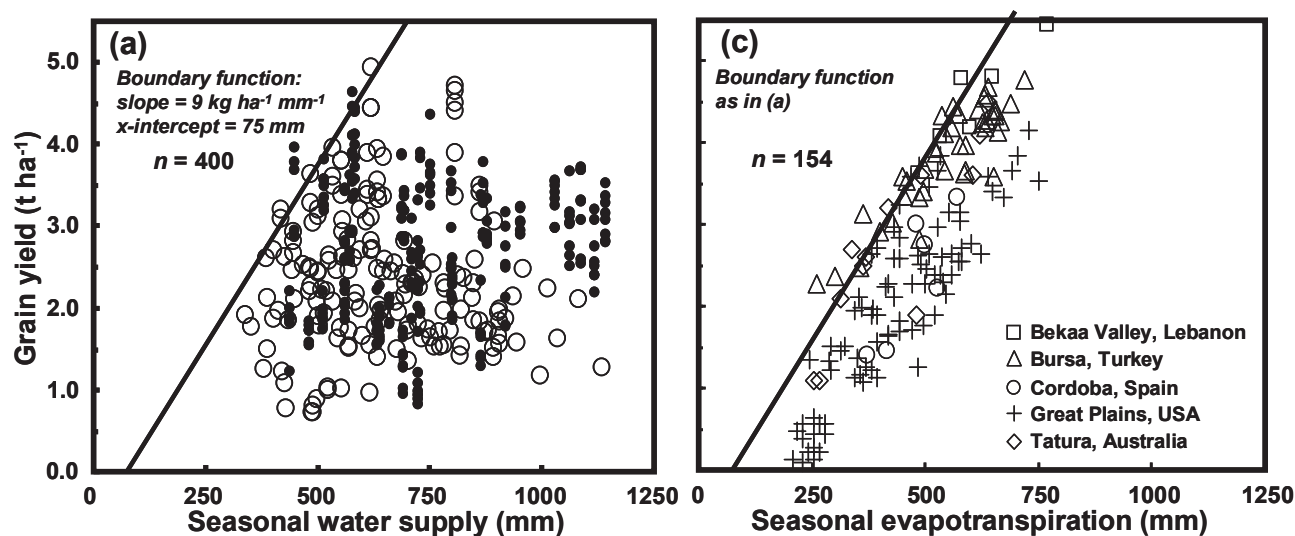 (a)
Boundary function:
slope = 9 kg ha-1 mm-1
x-intercept = 75 mm
n = 400
5.0
4.0
3.0
2.0
1.0
0.0
Grain yield (t ha-1)
0 250 500 750 1000 1250
Seasonal water supply (mm)
(c)
Boundary function
as in (a)
n = 154
Bekaa Valley, Lebanon
Bursa, Turkey
Cordoba, Spain
Great Plains, USA
Tatura, Australia
0 250 500 750 1000 1250
Seasonal evapotranspiration (mm)